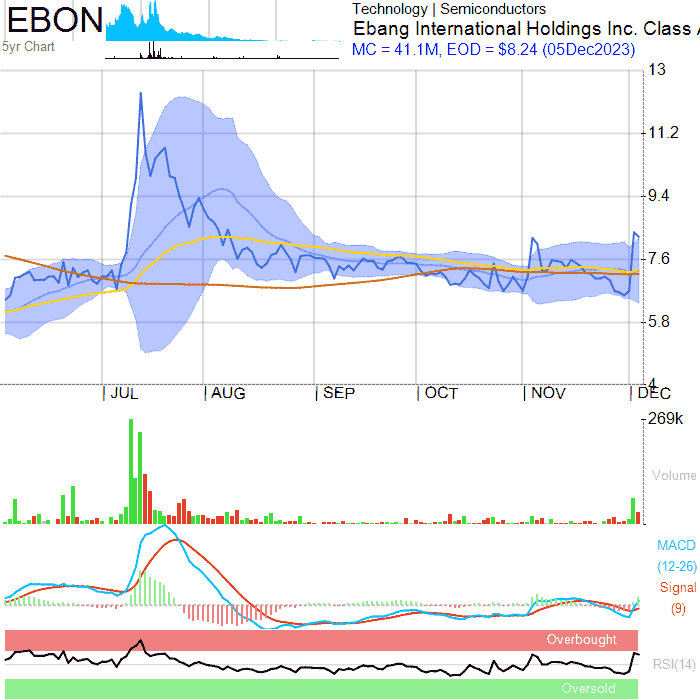 EBON
5yr Chart
Technology | Semiconductors
Ebang International Holdings Inc. Class A
MC = 41.1M, EOD = $8.24 (05Dec2023)
13
11.2
9.4
7.6
5.8
4
JUL AUG SEP OCT NOV DEC
269k
Volume
MACD
(12-26)
Signal
(9)
Overbought
RSI(14)
Oversold